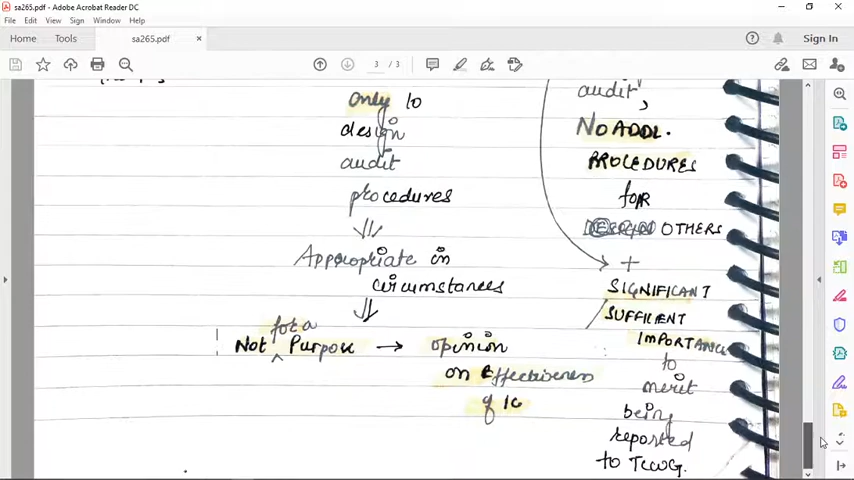 sa265.pdf - Adobe Acrobat Reader DC
File Edit View Sign Window Help
Home Tools sa265.pdf × Sign In
3 / 3
only to
design
audit
procedures
Appropriate in
circumstances
for a
Not ^ Purpose → opinion
on Effectiveness
of IC
audit,
NO ADDL.
PROCEDURES
FOR
OTHERS
+
SIGNIFICANT
SUFFICIENT
IMPORTANCE
to
merit
being
reported
to TCWG.